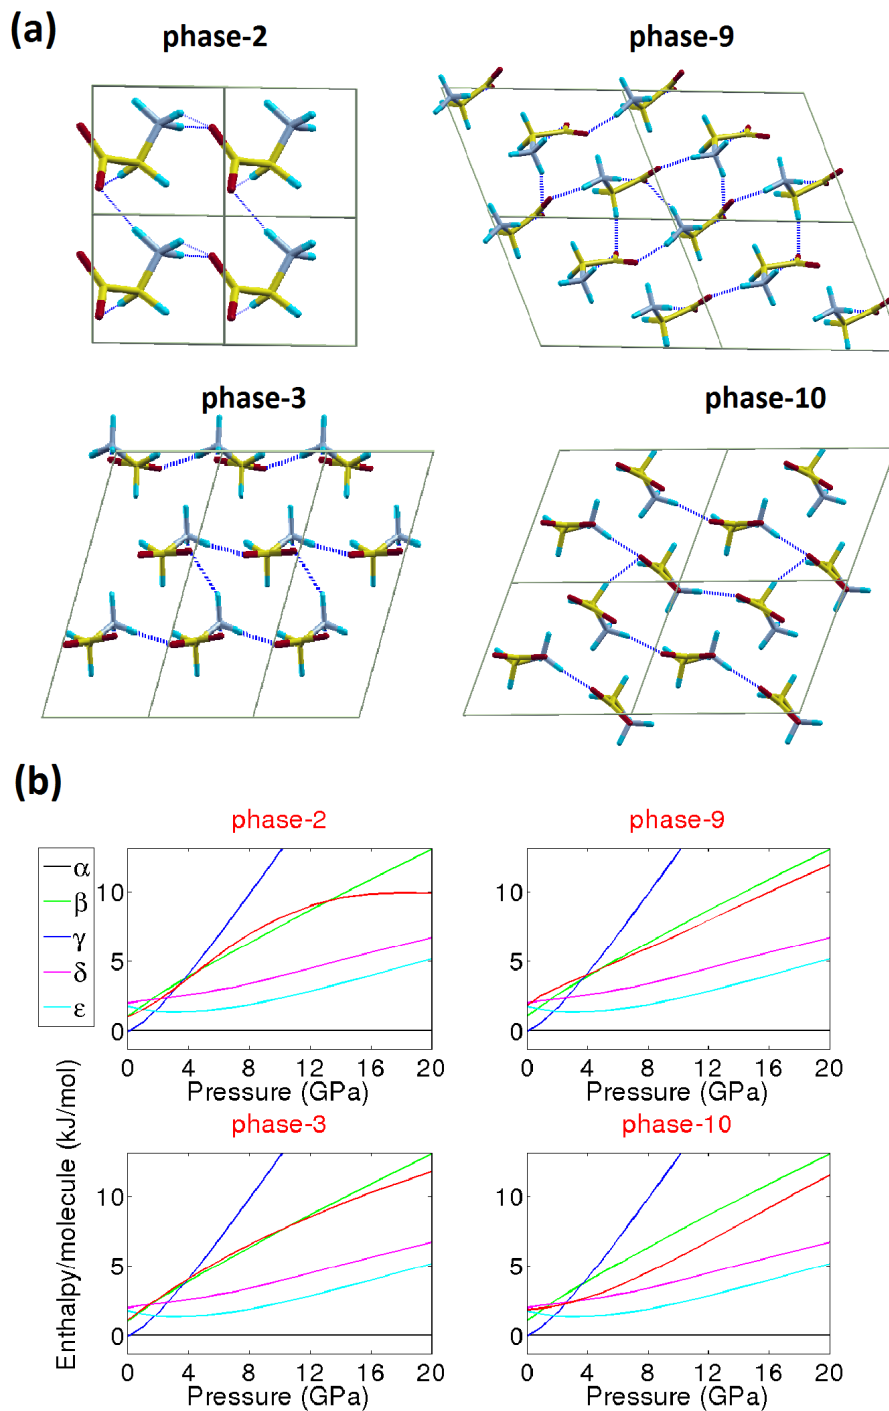 (a)
phase-2
phase-9
phase-3
phase-10
(b)
phase-2
phase-9
α
β
γ
δ
ε
10
5
0
0
4
8
12
16
20
Pressure (GPa)
10
5
0
0
4
8
12
16
20
Pressure (GPa)
Enthalpy/molecule (kJ/mol)
phase-3
phase-10
10
5
0
0
4
8
12
16
20
Pressure (GPa)
10
5
0
0
4
8
12
16
20
Pressure (GPa)